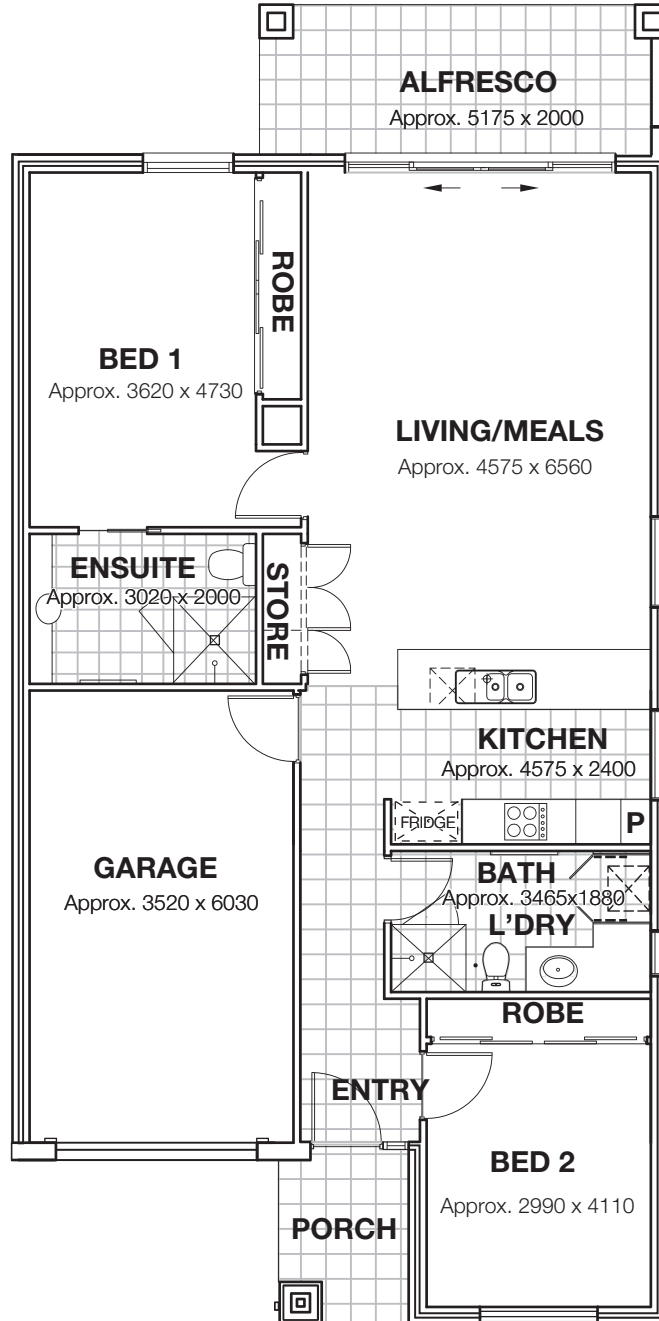 ALFRESCO
Approx. 5175 x 2000
ROBE
BED 1
Approx. 3620 x 4730
LIVING/MEALS
Approx. 4575 x 6560
ENSUITE
Approx. 3020 x 2000
STORE
KITCHEN
Approx. 4575 x 2400
FRIDGE
P
GARAGE
Approx. 3520 x 6030
BATH
Approx. 3465x1880
L'DRY
ROBE
ENTRY
BED 2
Approx. 2990 x 4110
PORCH